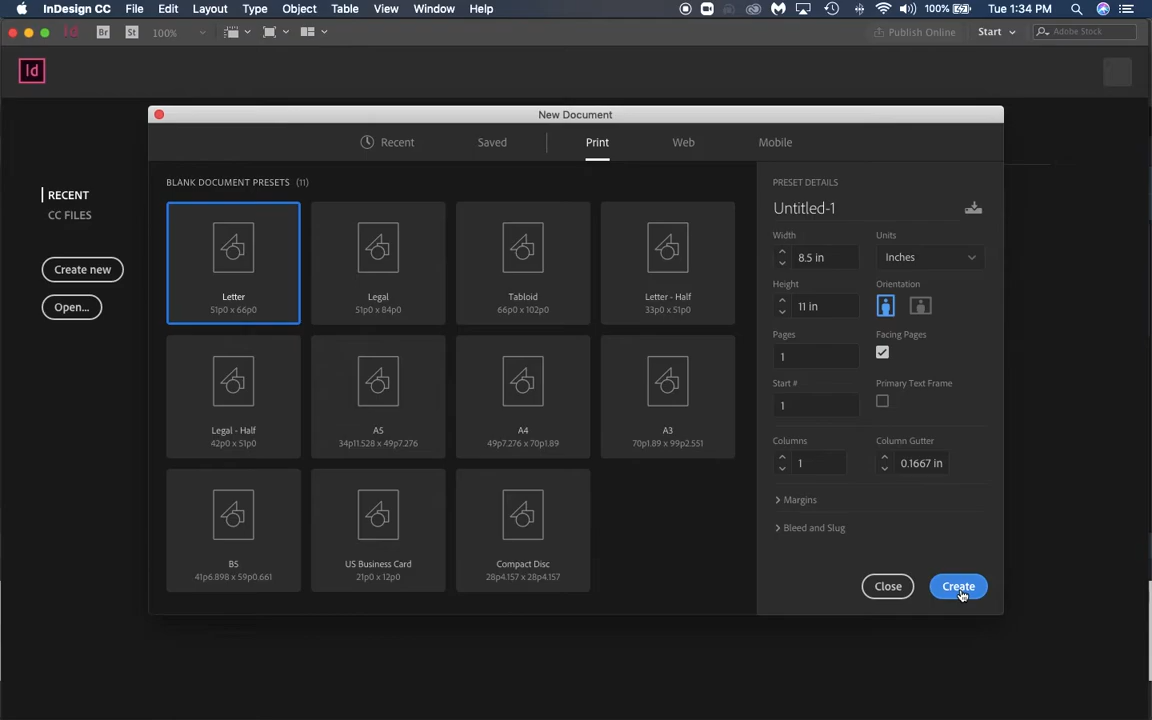 InDesign CC File Edit Layout Type Object Table View Window Help 100% Tue 1:34 PM
Id Br St 100% Publish Online Start Adobe Stock
Id
New Document
Recent Saved Print Web Mobile
RECENT
CC FILES
Create new
Open...
BLANK DOCUMENT PRESETS (11)
Letter
51p0 x 66p0
Legal
51p0 x 84p0
Tabloid
66p0 x 102p0
Letter - Half
33p0 x 51p0
Legal - Half
42p0 x 51p0
A5
34p11.528 x 49p7.276
A4
49p7.276 x 70p1.89
A3
70p1.89 x 99p2.551
B5
41p6.898 x 59p0.661
US Business Card
21p0 x 12p0
Compact Disc
28p4.157 x 28p4.157
PRESET DETAILS
Untitled-1
Width Units
8.5 in Inches
Height Orientation
11 in
Pages Facing Pages
1
Start # Primary Text Frame
1
Columns Column Gutter
1 0.1667 in
Margins
Bleed and Slug
Close Create